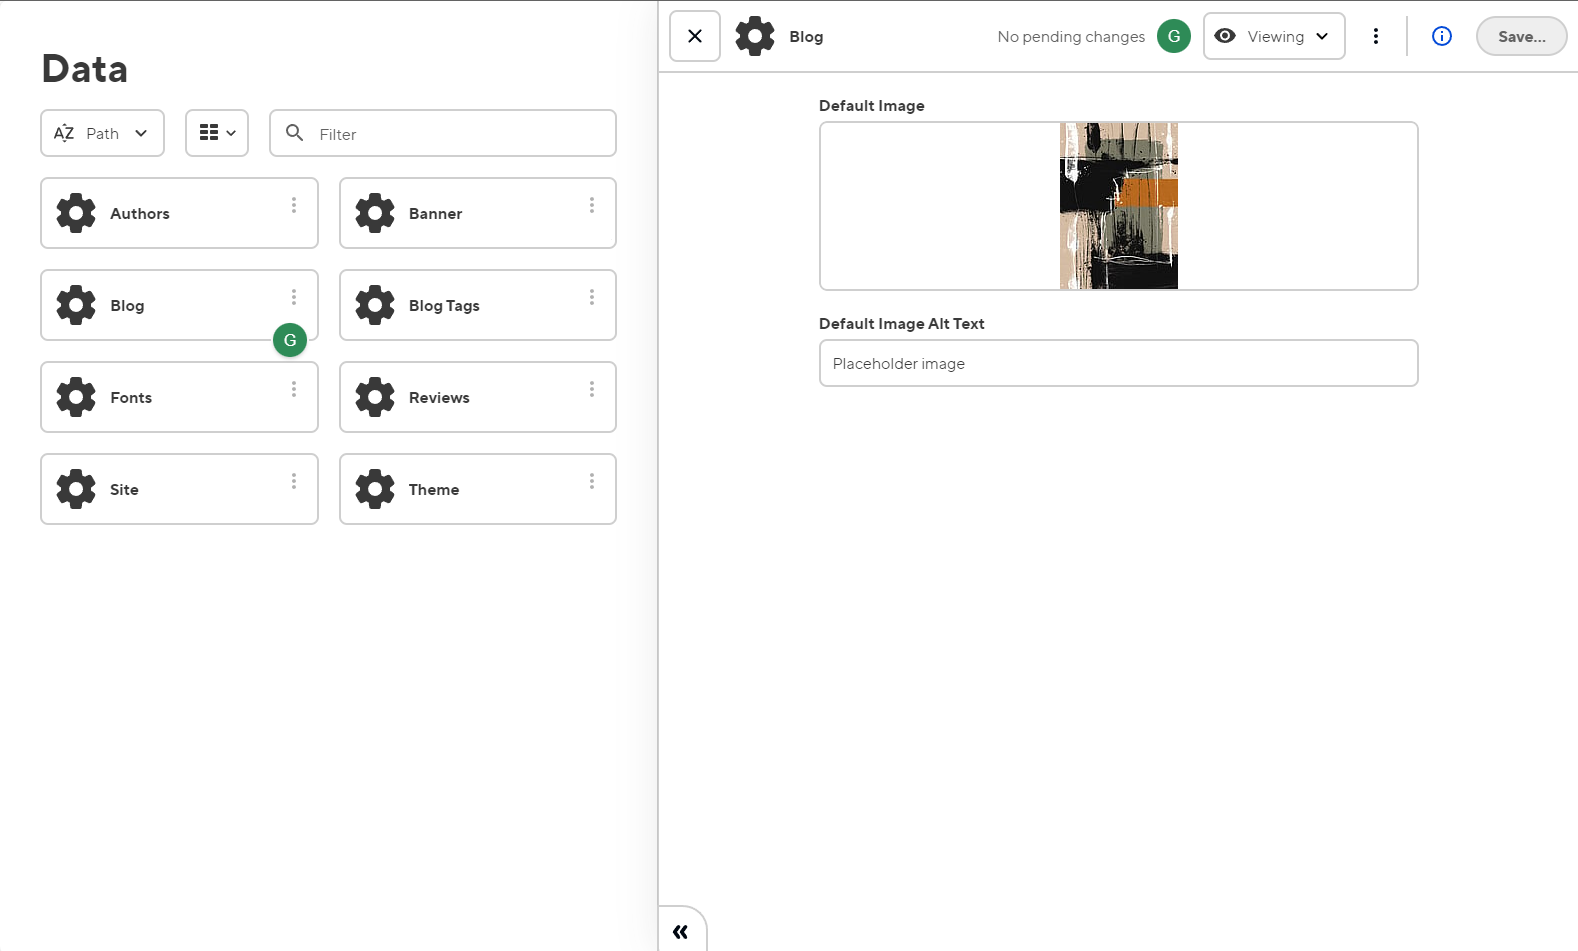 Data
AZ Path
Filter
Authors
Banner
Blog
Blog Tags
G
Fonts
Reviews
Site
Theme
Blog
No pending changes
G
Viewing
Save...
Default Image
Default Image Alt Text
Placeholder image